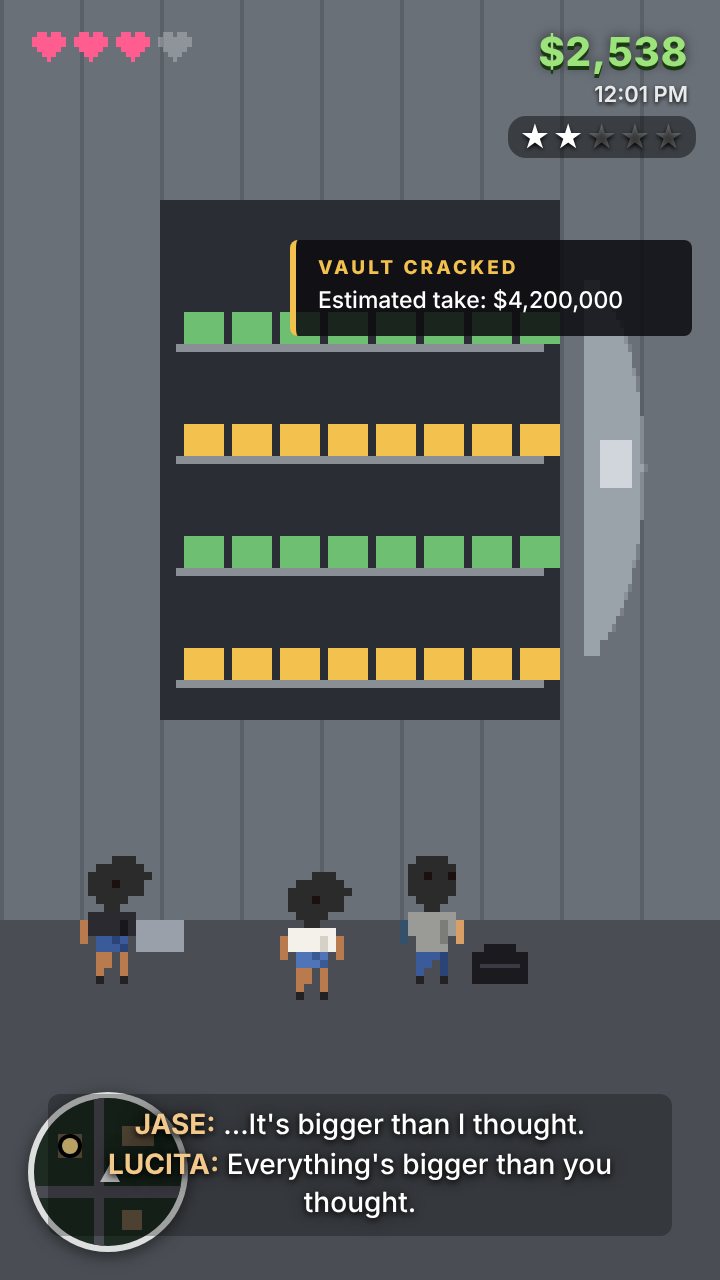 $2,538
12:01 PM
VAULT CRACKED
Estimated take: $4,200,000
JASE: ...It's bigger than I thought.
LUCITA: Everything's bigger than you
thought.